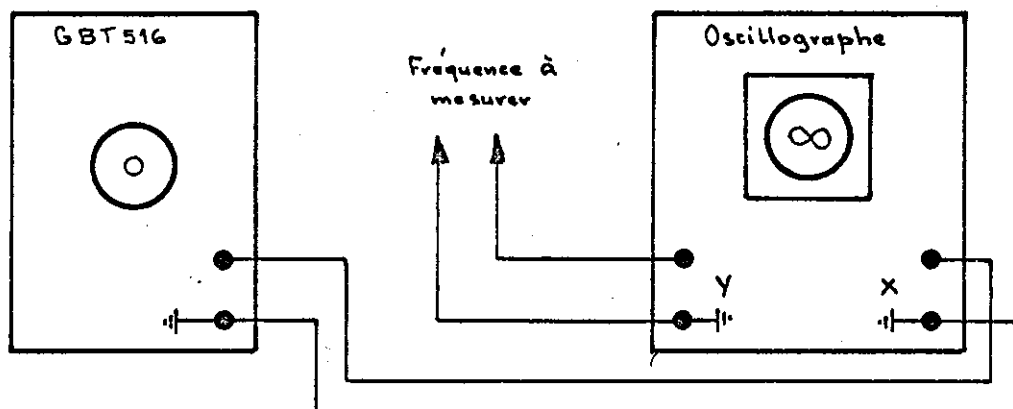 GBT516
Fréquence à
mesurer
Oscillographe
Y
X